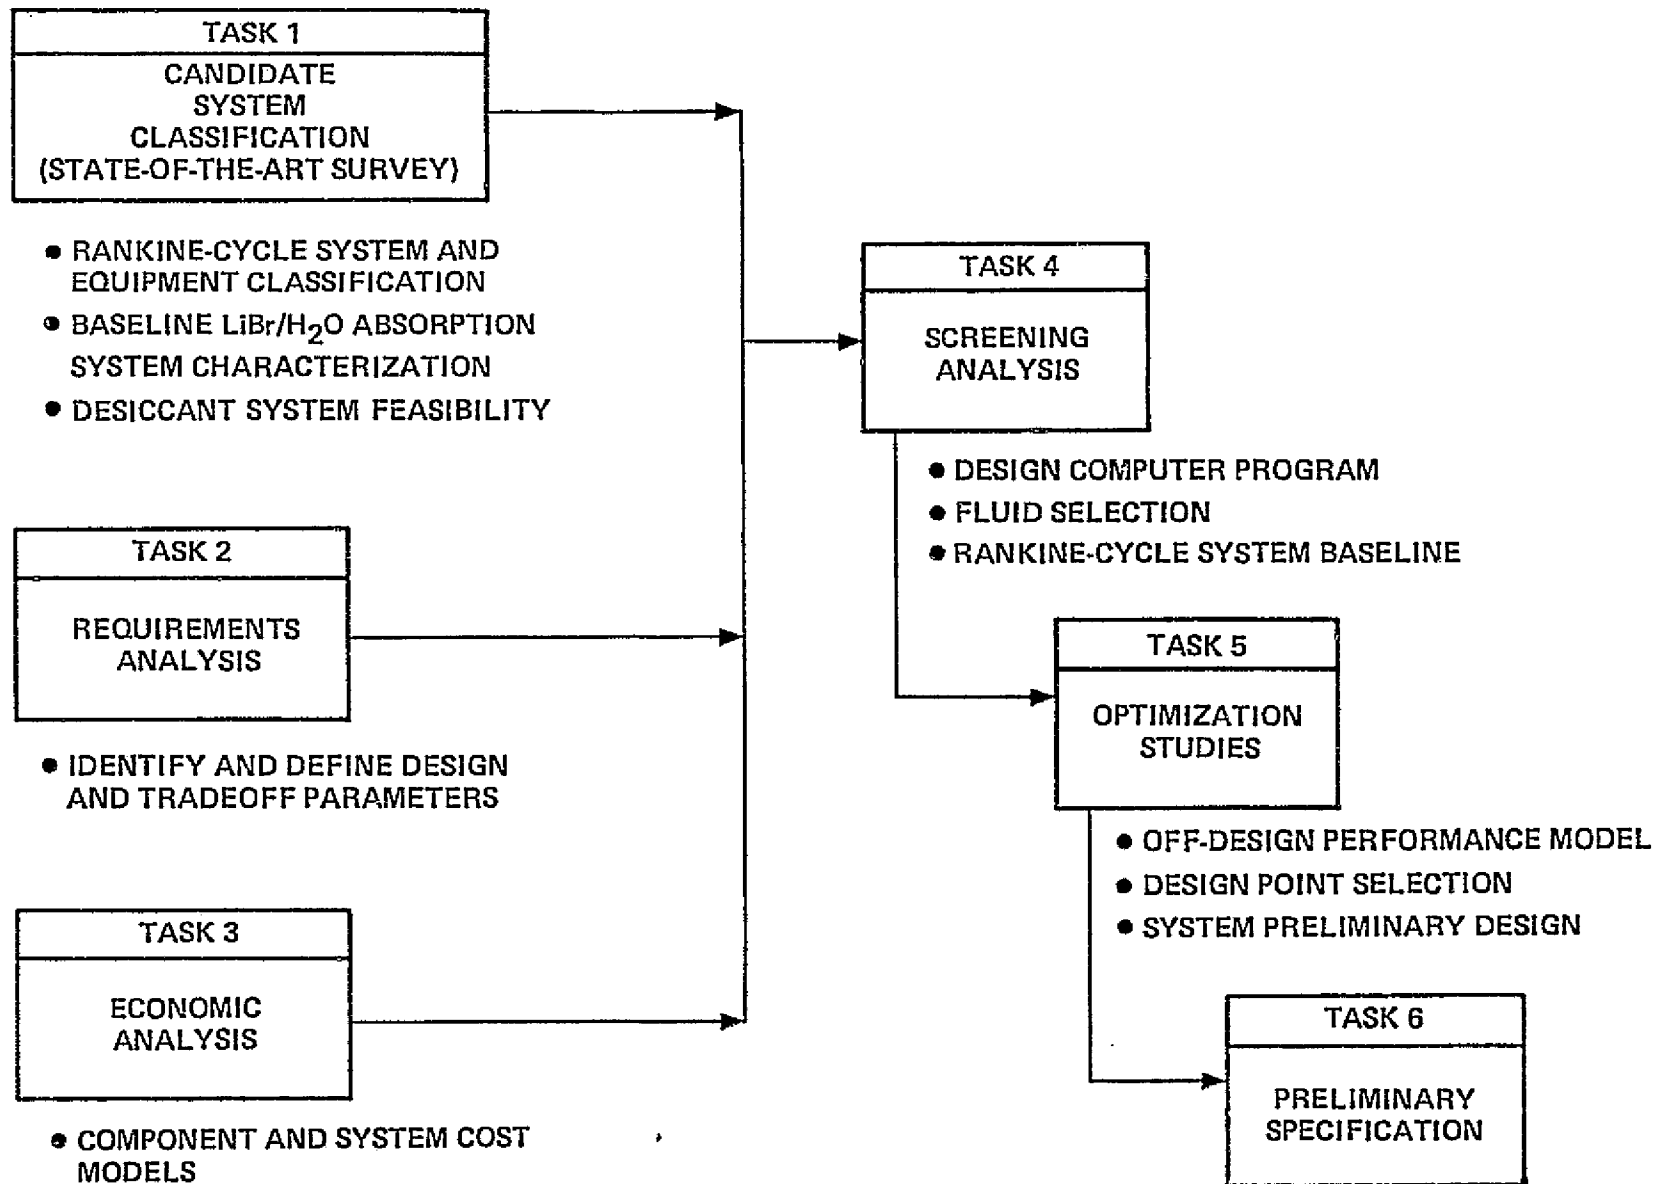 TASK 1
CANDIDATE
SYSTEM
CLASSIFICATION
(STATE-OF-THE-ART SURVEY)
● RANKINE-CYCLE SYSTEM AND
EQUIPMENT CLASSIFICATION
● BASELINE LiBr/H₂O ABSORPTION
SYSTEM CHARACTERIZATION
● DESICCANT SYSTEM FEASIBILITY
TASK 2
REQUIREMENTS
ANALYSIS
● IDENTIFY AND DEFINE DESIGN
AND TRADEOFF PARAMETERS
TASK 3
ECONOMIC
ANALYSIS
● COMPONENT AND SYSTEM COST
MODELS
TASK 4
SCREENING
ANALYSIS
● DESIGN COMPUTER PROGRAM
● FLUID SELECTION
● RANKINE-CYCLE SYSTEM BASELINE
TASK 5
OPTIMIZATION
STUDIES
● OFF-DESIGN PERFORMANCE MODEL
● DESIGN POINT SELECTION
● SYSTEM PRELIMINARY DESIGN
TASK 6
PRELIMINARY
SPECIFICATION